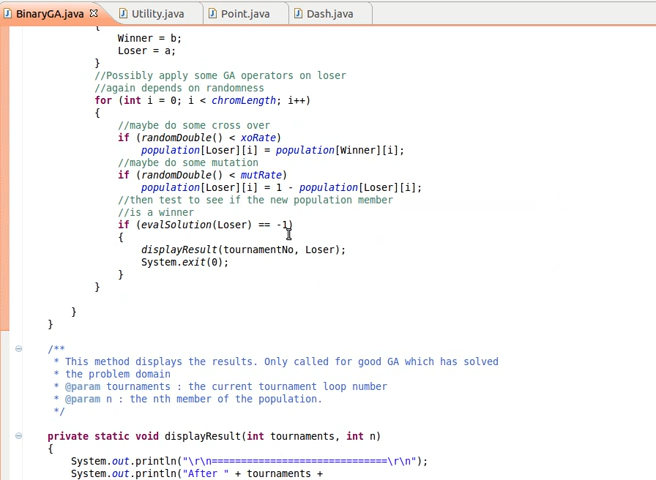 BinaryGA.java Utility.java Point.java Dash.java
{
Winner = b;
Loser = a;
}
//Possibly apply some GA operators on loser
//again depends on randomness
for (int i = 0; i < chromLength; i++)
{
//maybe do some cross over
if (randomDouble() < xoRate)
population[Loser][i] = population[Winner][i];
//maybe do some mutation
if (randomDouble() < mutRate)
population[Loser][i] = 1 - population[Loser][i];
//then test to see if the new population member
//is a winner
if (evalSolution(Loser) == -1)
{
displayResult(tournamentNo, Loser);
System.exit(0);
}
}
}
}
/**
* This method displays the results. Only called for good GA which has solved
* the problem domain
* @param tournaments : the current tournament loop number
* @param n : the nth member of the population.
*/
private static void displayResult(int tournaments, int n)
{
System.out.println("\r\n==============================\r\n");
System.out.println("After " + tournaments +